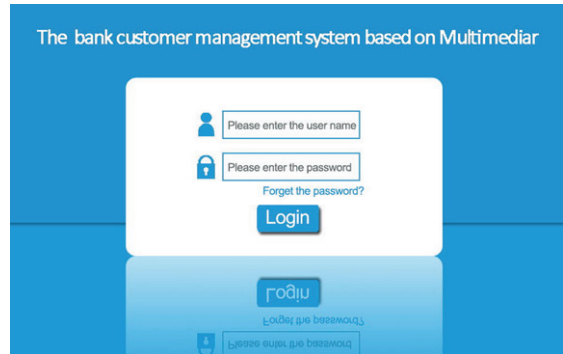 The bank customer management system based on Multimediar
Please enter the user name
Please enter the password
Forget the password?
Login
Login
Forget the password?
Please enter the password